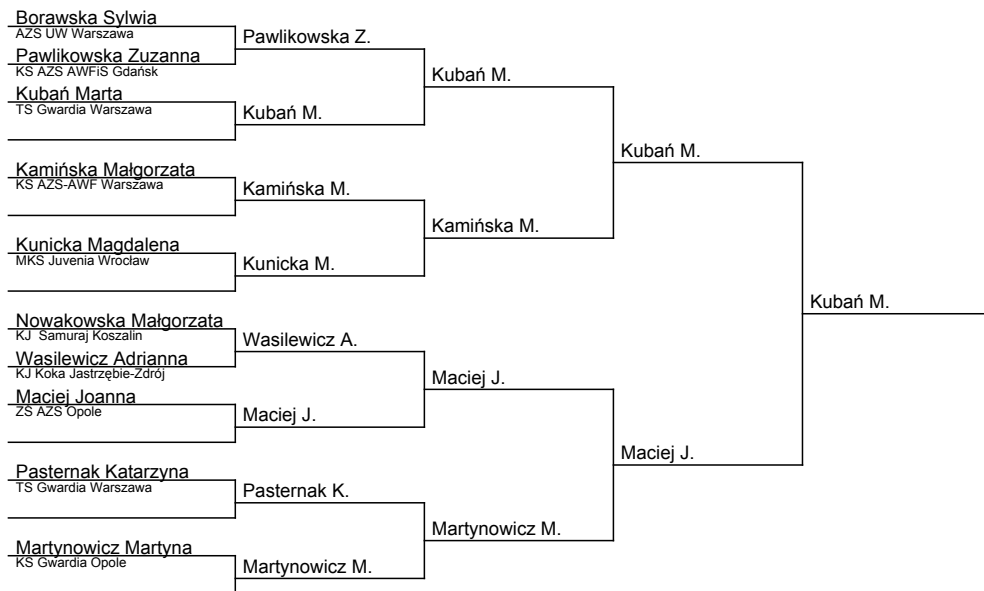 Borawska Sylwia
AZS UW Warszawa
Pawlikowska Zuzanna
KS AZS AWFiS Gdańsk
Kubań Marta
TS Gwardia Warszawa
Kamińska Małgorzata
KS AZS-AWF Warszawa
Kunicka Magdalena
MKS Juvenia Wrocław
Nowakowska Małgorzata
KJ Samuraj Koszalin
Wasilewicz Adrianna
KJ Koka Jastrzębie-Zdrój
Maciej Joanna
ZS AZS Opole
Pasternak Katarzyna
TS Gwardia Warszawa
Martynowicz Martyna
KS Gwardia Opole
Pawlikowska Z.
Kubań M.
Kamińska M.
Kunicka M.
Wasilewicz A.
Maciej J.
Pasternak K.
Martynowicz M.
Kubań M.
Kamińska M.
Maciej J.
Martynowicz M.
Kubań M.
Maciej J.
Kubań M.